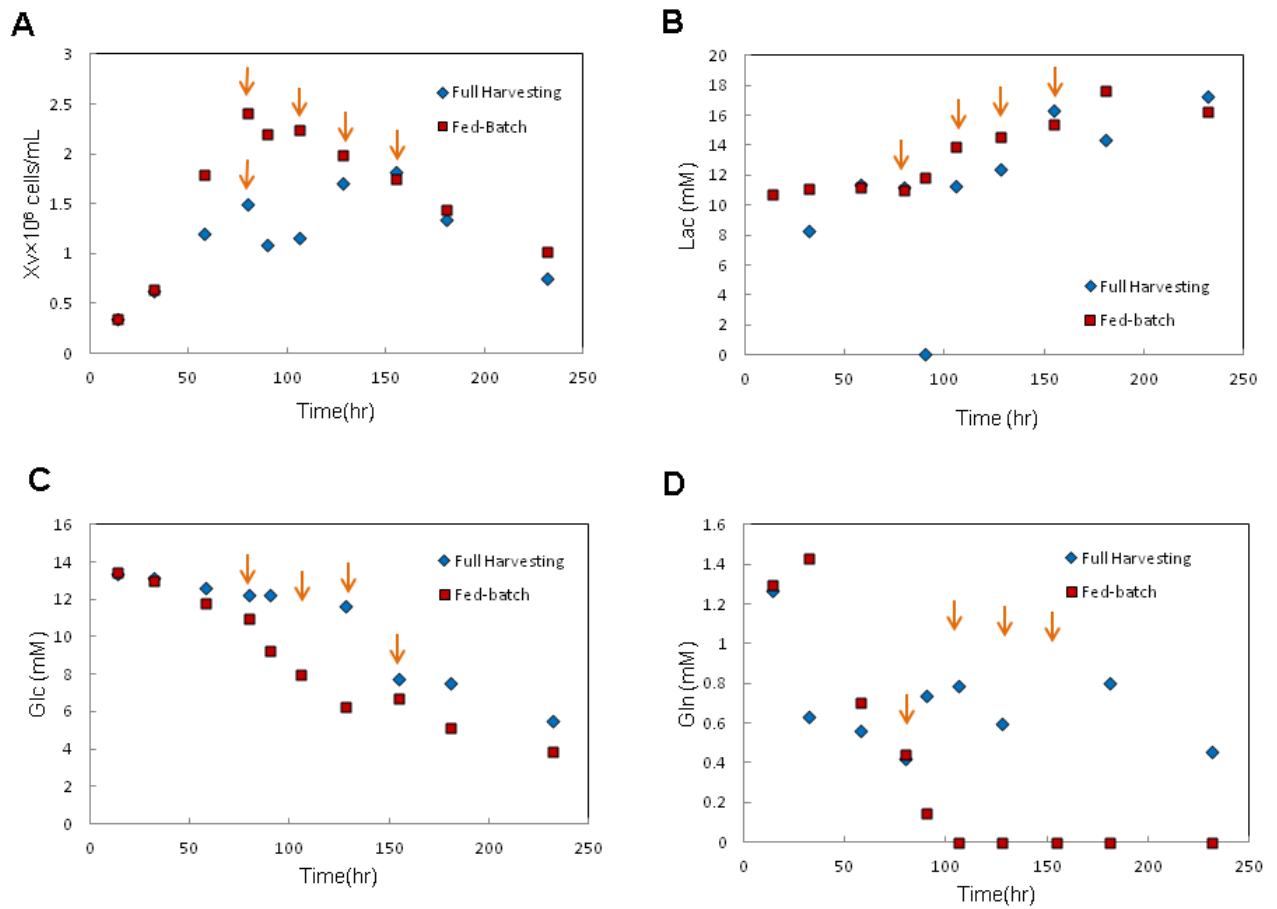 A
3
2.5
2
1.5
1
0.5
0
0 50 100 150 200 250
Xv×10⁶ cells/mL
Time(hr)
Full Harvesting
Fed-Batch
B
20
18
16
14
12
10
8
6
4
2
0
0 50 100 150 200 250
Lac (mM)
Time (hr)
Full Harvesting
Fed-batch
C
16
14
12
10
8
6
4
2
0
0 50 100 150 200 250
Glc (mM)
Time(hr)
Full Harvesting
Fed-batch
D
1.6
1.4
1.2
1
0.8
0.6
0.4
0.2
0
0 50 100 150 200 250
Gln (mM)
Time(hr)
Full Harvesting
Fed-batch